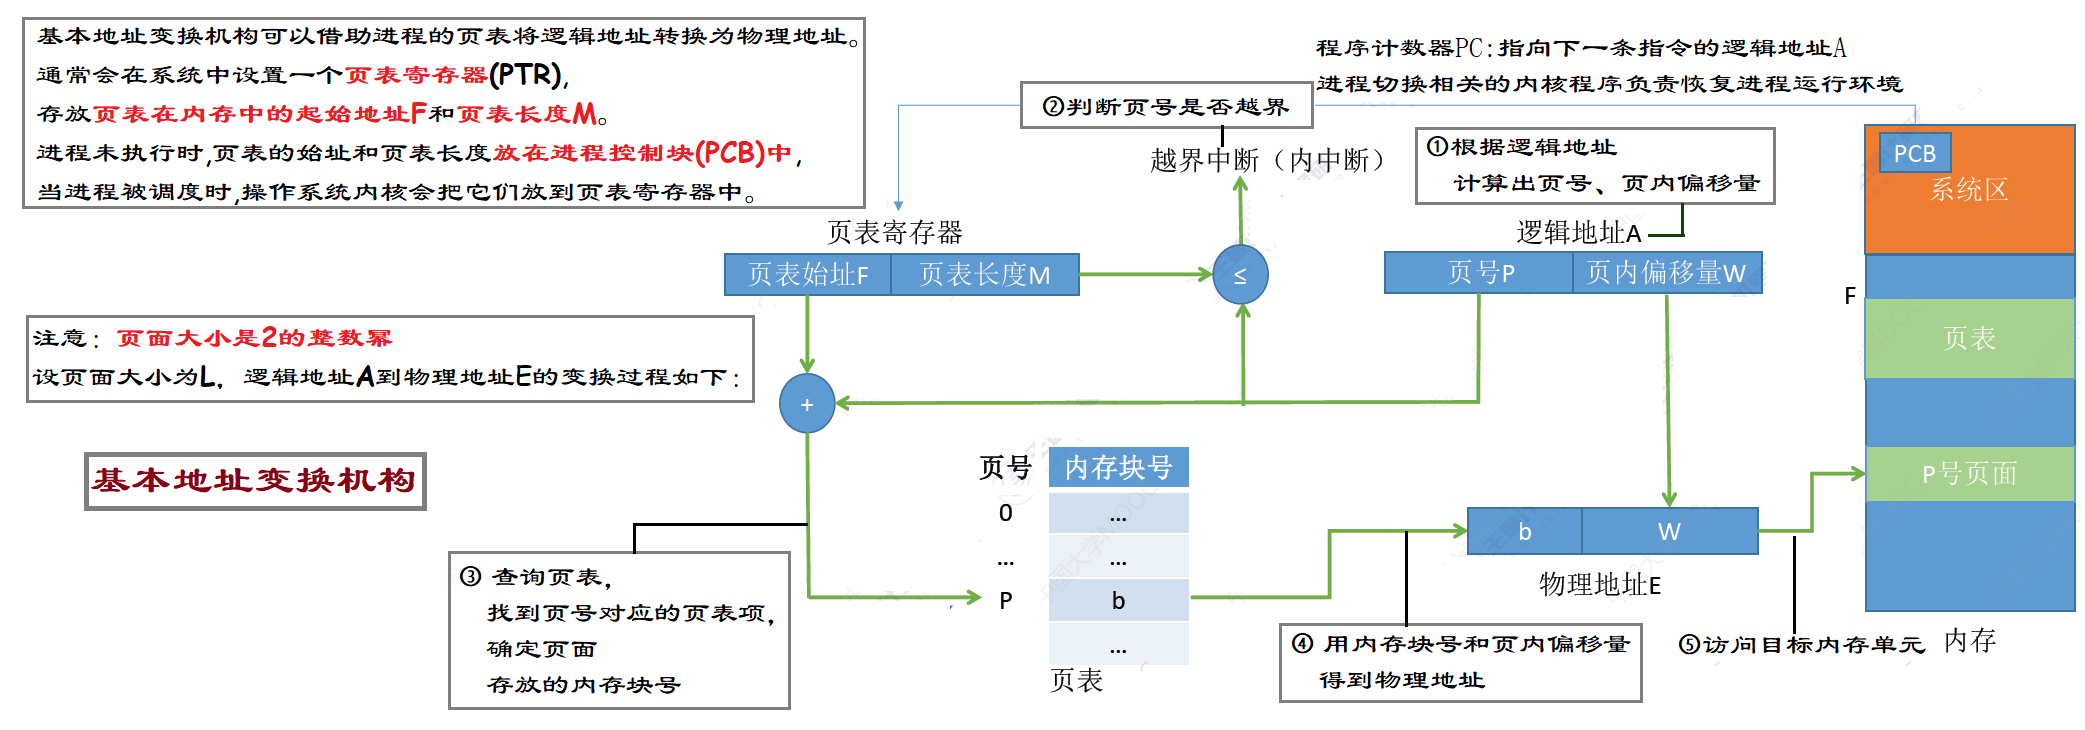 基本地址变换机构可以借助进程的页表将逻辑地址转换为物理地址。
通常会在系统中设置一个页表寄存器(PTR),
存放页表在内存中的起始地址F和页表长度M。
进程未执行时,页表的始址和页表长度放在进程控制块(PCB)中,
当进程被调度时,操作系统内核会把它们放到页表寄存器中。
程序计数器PC:指向下一条指令的逻辑地址A
进程切换相关的内核程序负责恢复进程运行环境
②判断页号是否越界
越界中断（内中断）
①根据逻辑地址
计算出页号、页内偏移量
PCB
系统区
页表寄存器
逻辑地址A
页表始址F
页表长度M
≤
页号P
页内偏移量W
F
页表
注意：页面大小是2的整数幂
设页面大小为L，逻辑地址A到物理地址E的变换过程如下：
+
基本地址变换机构
页号
内存块号
0
...
...
...
P
b
...
页表
P号页面
b
W
物理地址E
③ 查询页表，
找到页号对应的页表项，
确定页面
存放的内存块号
④ 用内存块号和页内偏移量
得到物理地址
⑤访问目标内存单元
内存